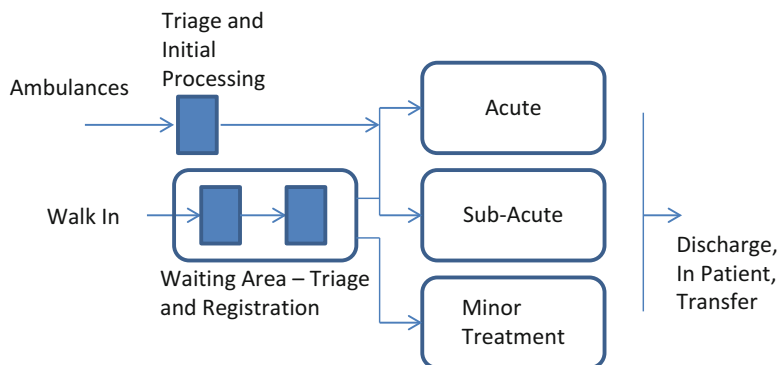 Triage and
Initial
Processing
Ambulances
Acute
Walk In
Sub-Acute
Waiting Area – Triage
and Registration
Discharge,
In Patient,
Transfer
Minor
Treatment